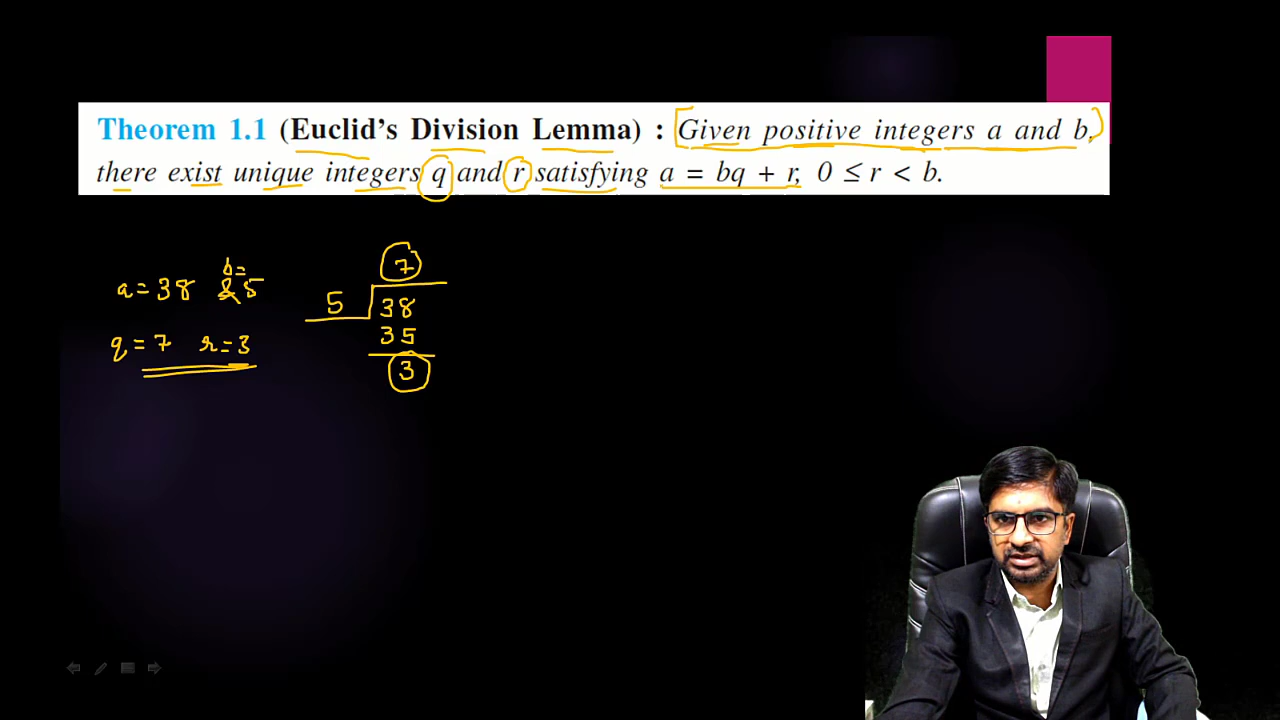 Theorem 1.1 (Euclid's Division Lemma) : Given positive integers a and b,
there exist unique integers q and r satisfying a = bq + r, 0 ≤ r < b.
b=
a = 38 & 5
q = 7 r = 3
7
5 38
35
3